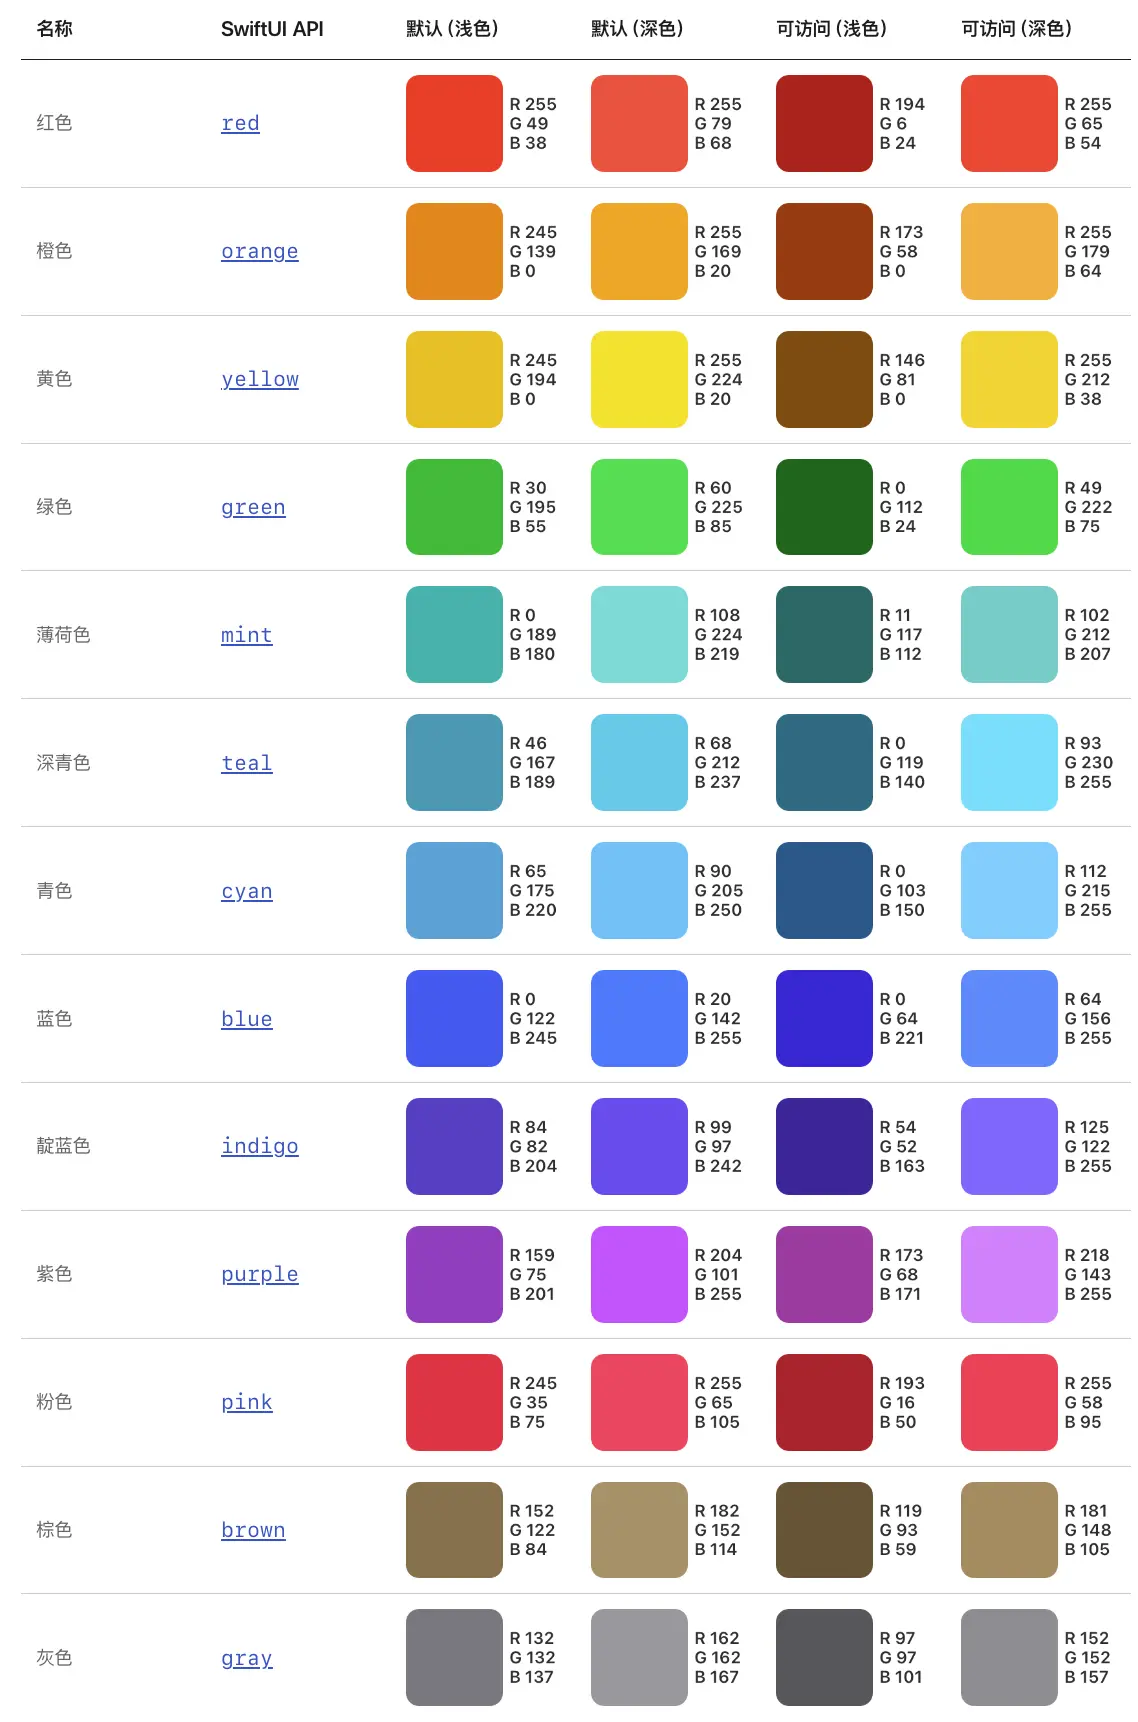 名称 SwiftUI API 默认 (浅色) 默认 (深色) 可访问 (浅色) 可访问 (深色)
红色 red R 255 G 49 B 38 R 255 G 79 B 68 R 194 G 6 B 24 R 255 G 65 B 54
橙色 orange R 245 G 139 B 0 R 255 G 169 B 20 R 173 G 58 B 0 R 255 G 179 B 64
黄色 yellow R 245 G 194 B 0 R 255 G 224 B 20 R 146 G 81 B 0 R 255 G 212 B 38
绿色 green R 30 G 195 B 55 R 60 G 225 B 85 R 0 G 112 B 24 R 49 G 222 B 75
薄荷色 mint R 0 G 189 B 180 R 108 G 224 B 219 R 11 G 117 B 112 R 102 G 212 B 207
深青色 teal R 46 G 167 B 189 R 68 G 212 B 237 R 0 G 119 B 140 R 93 G 230 B 255
青色 cyan R 65 G 175 B 220 R 90 G 205 B 250 R 0 G 103 B 150 R 112 G 215 B 255
蓝色 blue R 0 G 122 B 245 R 20 G 142 B 255 R 0 G 64 B 221 R 64 G 156 B 255
靛蓝色 indigo R 84 G 82 B 204 R 99 G 97 B 242 R 54 G 52 B 163 R 125 G 122 B 255
紫色 purple R 159 G 75 B 201 R 204 G 101 B 255 R 173 G 68 B 171 R 218 G 143 B 255
粉色 pink R 245 G 35 B 75 R 255 G 65 B 105 R 193 G 16 B 50 R 255 G 58 B 95
棕色 brown R 152 G 122 B 84 R 182 G 152 B 114 R 119 G 93 B 59 R 181 G 148 B 105
灰色 gray R 132 G 132 B 137 R 162 G 162 B 167 R 97 G 97 B 101 R 152 G 152 B 157